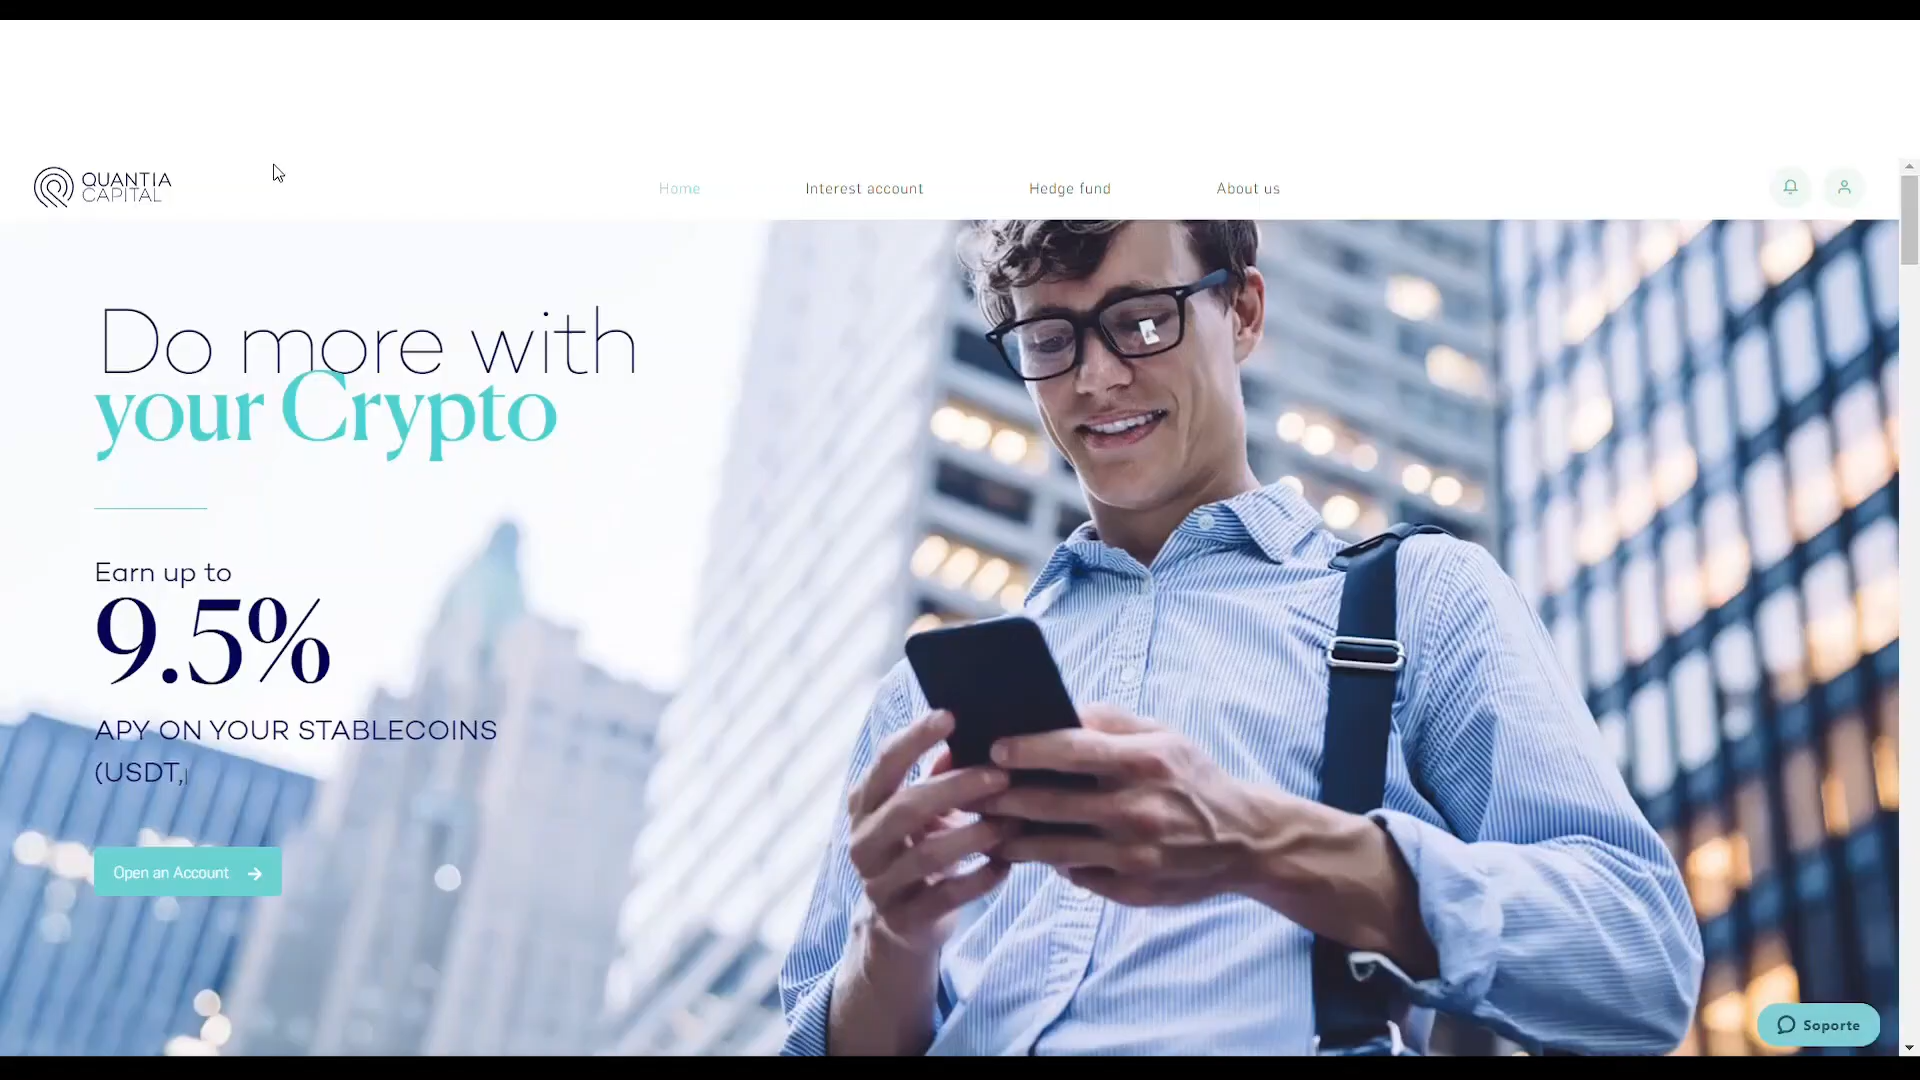 QUANTIA
CAPITAL
Home
Interest account
Hedge fund
About us
Do more with
your Crypto
Earn up to
9.5%
APY ON YOUR STABLECOINS
(USDT,
Open an Account
Soporte